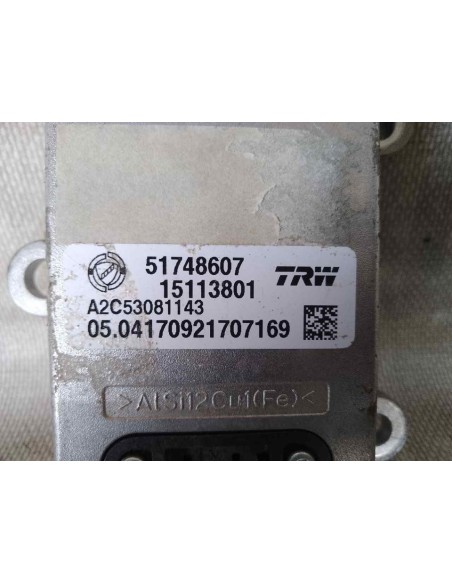 51748607
TRW
15113801
A2C53081143
05.04170921707169
>AlSi12Cu1(Fe)<